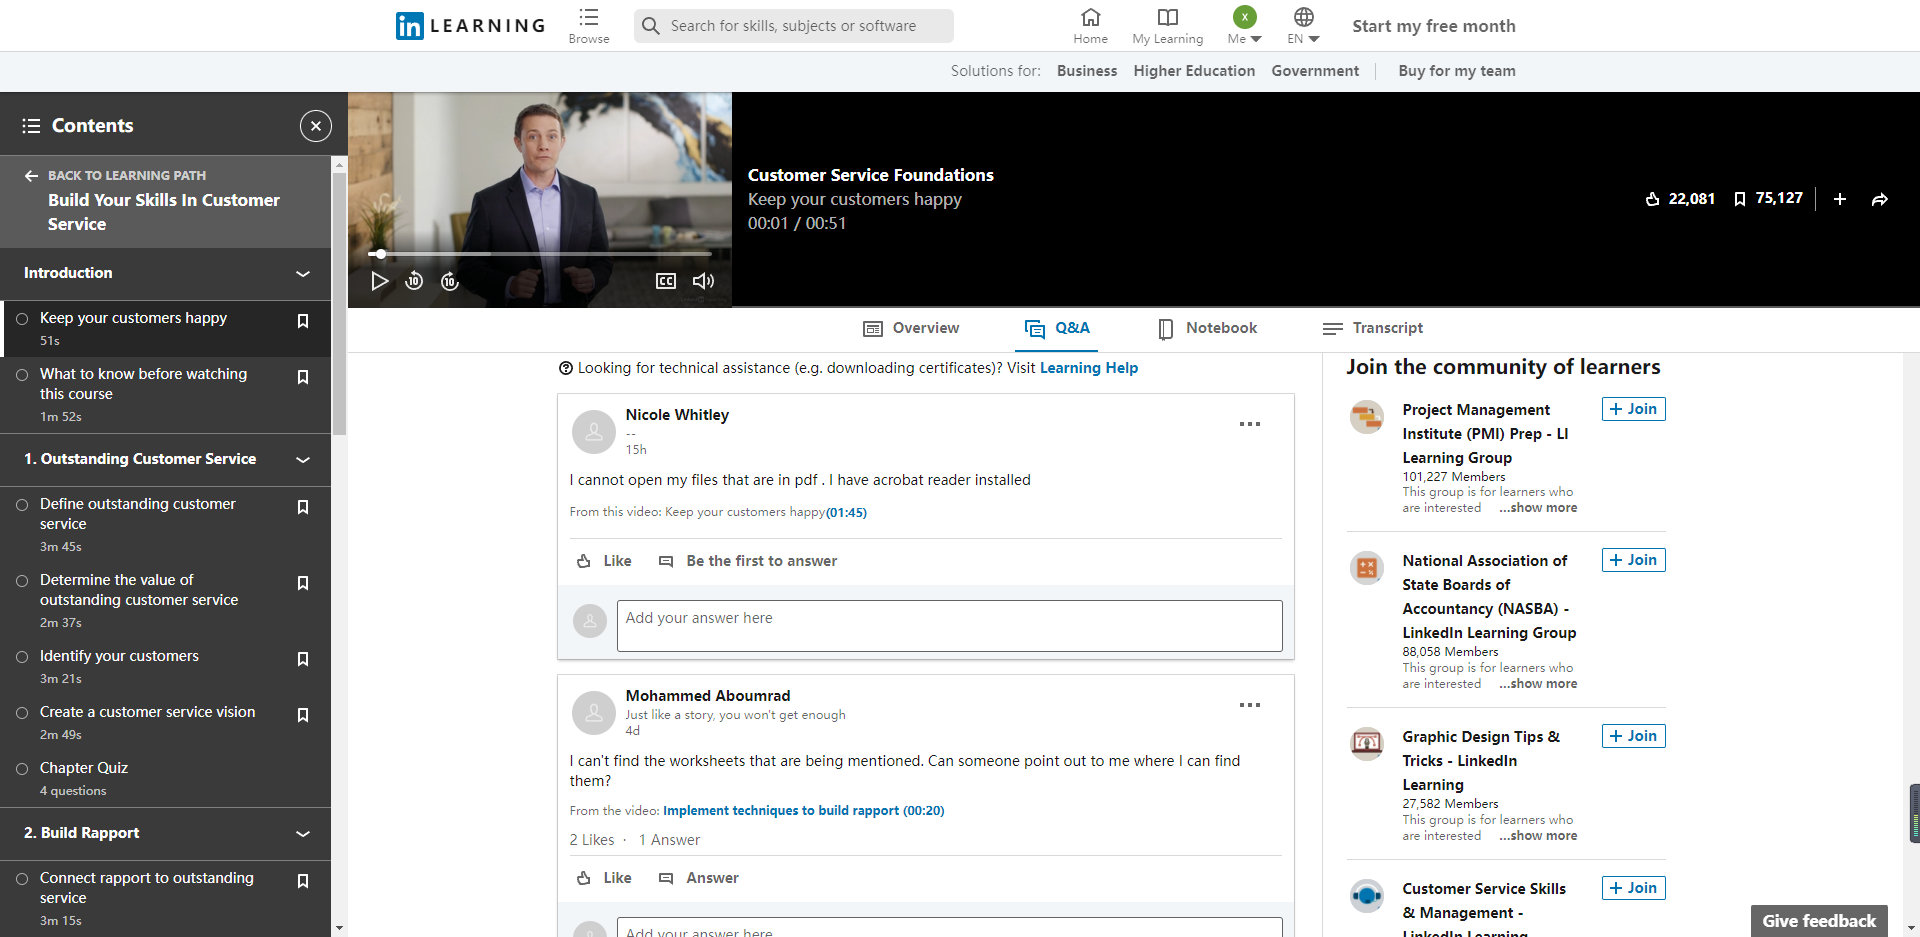 in LEARNING
Browse
Search for skills, subjects or software
Home
My Learning
X
Me
EN
Start my free month
Solutions for:
Business
Higher Education
Government
Buy for my team
Contents
BACK TO LEARNING PATH
Build Your Skills In Customer
Service
Introduction
Keep your customers happy
51s
What to know before watching
this course
1m 52s
1. Outstanding Customer Service
Define outstanding customer
service
3m 45s
Determine the value of
outstanding customer service
2m 37s
Identify your customers
3m 21s
Create a customer service vision
2m 49s
Chapter Quiz
4 questions
2. Build Rapport
Connect rapport to outstanding
service
3m 15s
10
10
CC
Customer Service Foundations
Keep your customers happy
00:01 / 00:51
22,081
75,127
Overview
Q&A
Notebook
Transcript
Looking for technical assistance (e.g. downloading certificates)? Visit Learning Help
Nicole Whitley
--
15h
I cannot open my files that are in pdf . I have acrobat reader installed
From this video: Keep your customers happy(01:45)
Like
Be the first to answer
Add your answer here
Mohammed Aboumrad
Just like a story, you won't get enough
4d
I can't find the worksheets that are being mentioned. Can someone point out to me where I can find
them?
From the video: Implement techniques to build rapport (00:20)
2 Likes · 1 Answer
Like
Answer
Add your answer here
Join the community of learners
Project Management
Institute (PMI) Prep - LI
Learning Group
101,227 Members
This group is for learners who
are interested ...show more
+ Join
National Association of
State Boards of
Accountancy (NASBA) -
LinkedIn Learning Group
88,058 Members
This group is for learners who
are interested ...show more
+ Join
Graphic Design Tips &
Tricks - LinkedIn
Learning
27,582 Members
This group is for learners who
are interested ...show more
+ Join
Customer Service Skills
& Management -
LinkedIn Learning
+ Join
Give feedback